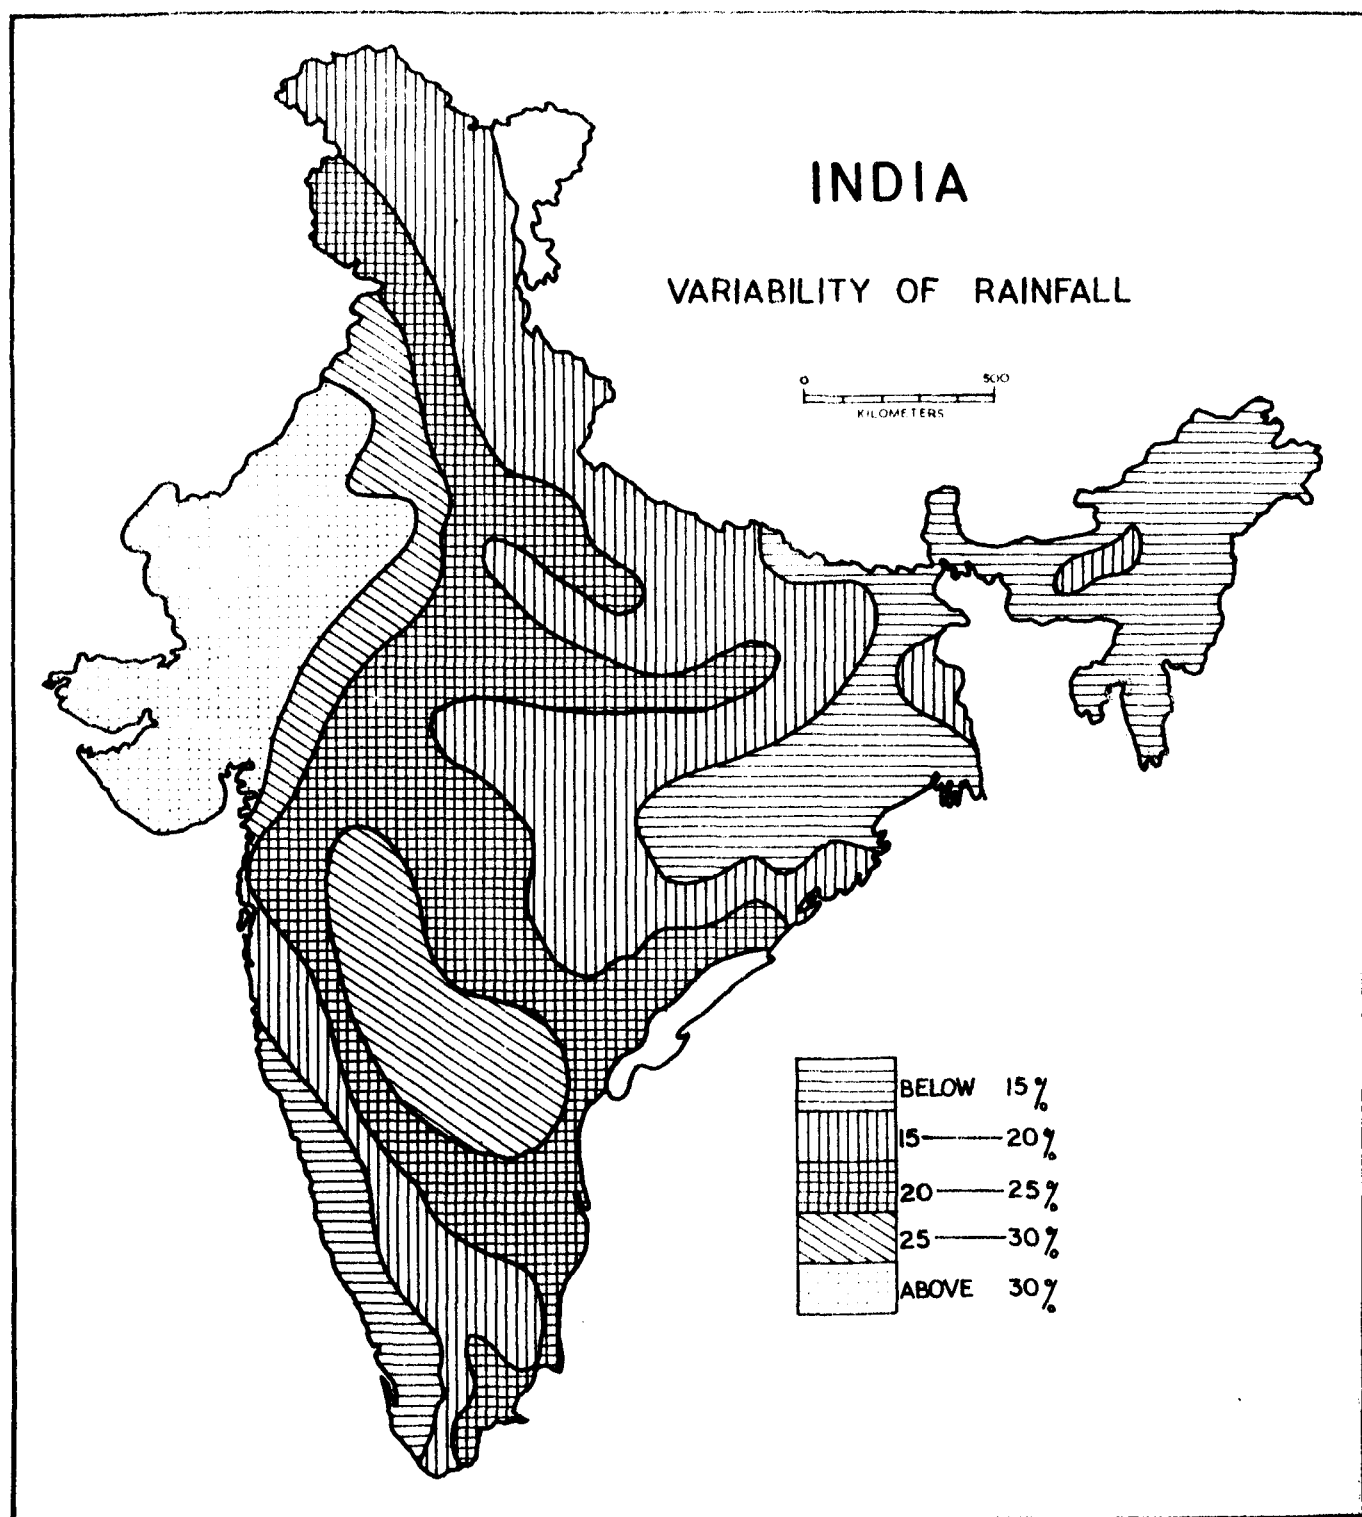 INDIA
VARIABILITY OF RAINFALL
0 500
KILOMETERS
BELOW 15%
15——20%
20——25%
25——30%
ABOVE 30%